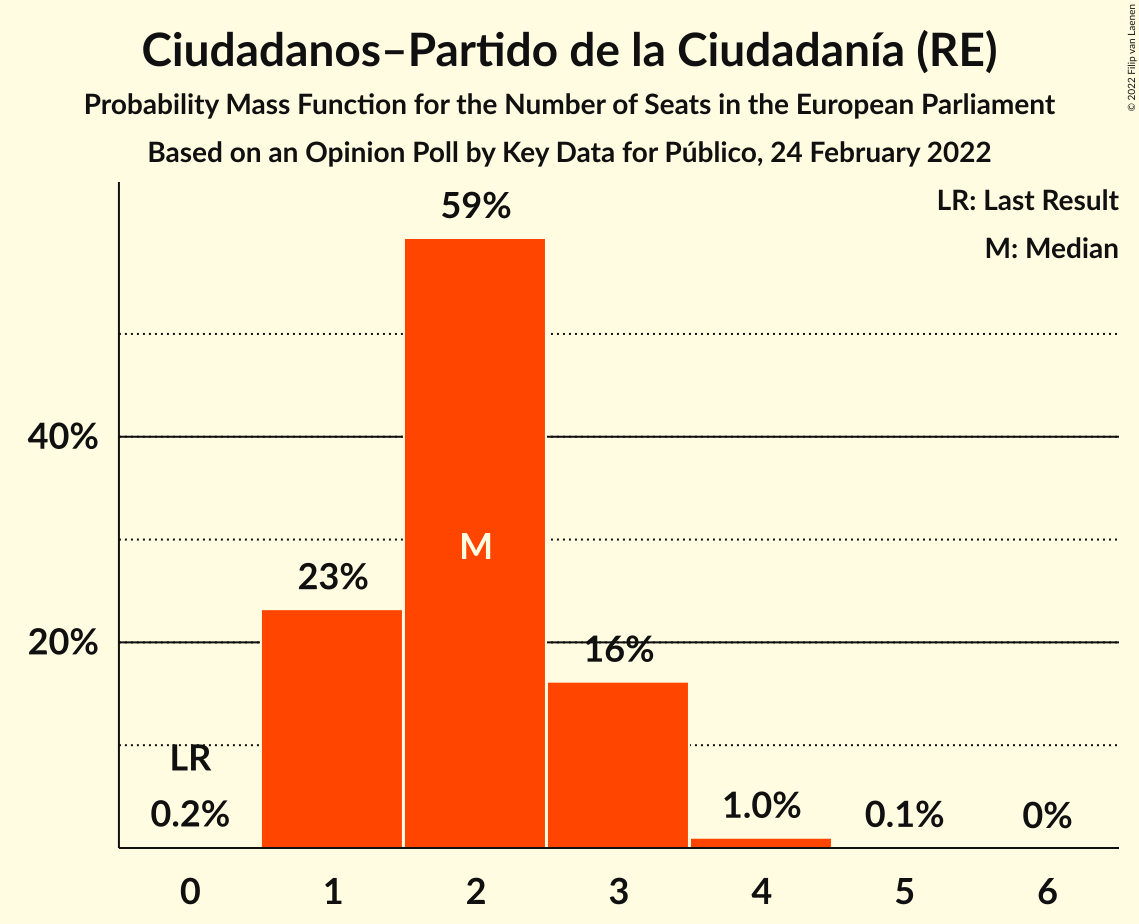 Ciudadanos–Partido de la Ciudadanía (RE)
Probability Mass Function for the Number of Seats in the European Parliament
Based on an Opinion Poll by Key Data for Público, 24 February 2022
© 2022 Filip van Laenen
LR: Last Result
M: Median
59%
40%
M
23%
20%
16%
LR
0.2%
1.0%
0.1%
0%
0 1 2 3 4 5 6